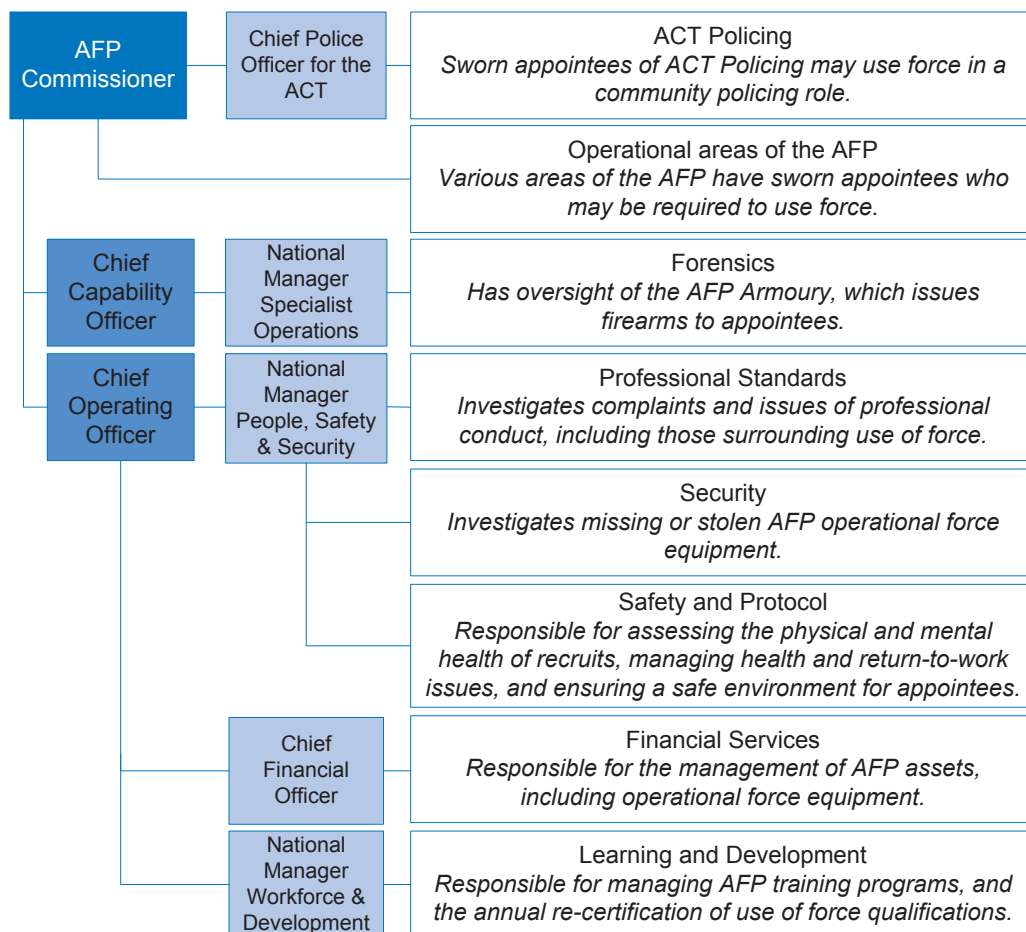 AFP
Commissioner
Chief Police
Officer for the
ACT
ACT Policing
Sworn appointees of ACT Policing may use force in a
community policing role.
Operational areas of the AFP
Various areas of the AFP have sworn appointees who
may be required to use force.
Chief
Capability
Officer
National
Manager
Specialist
Operations
Forensics
Has oversight of the AFP Armoury, which issues
firearms to appointees.
Chief
Operating
Officer
National
Manager
People, Safety
& Security
Professional Standards
Investigates complaints and issues of professional
conduct, including those surrounding use of force.
Security
Investigates missing or stolen AFP operational force
equipment.
Safety and Protocol
Responsible for assessing the physical and mental
health of recruits, managing health and return-to-work
issues, and ensuring a safe environment for appointees.
Chief
Financial
Officer
Financial Services
Responsible for the management of AFP assets,
including operational force equipment.
National
Manager
Workforce &
Development
Learning and Development
Responsible for managing AFP training programs, and
the annual re-certification of use of force qualifications.